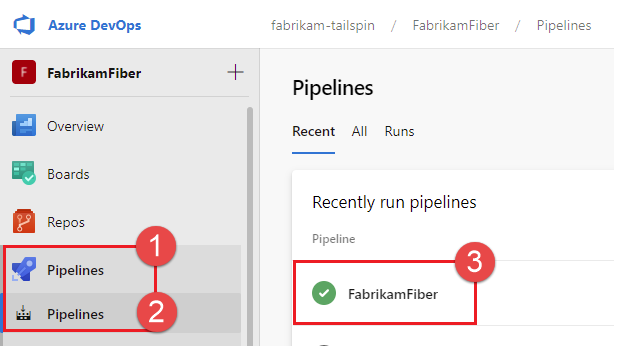 Azure DevOps
fabrikam-tailspin / FabrikamFiber / Pipelines
F FabrikamFiber +
Overview
Boards
Repos
1
Pipelines
2
Pipelines
Pipelines
Recent All Runs
Recently run pipelines
Pipeline
3
FabrikamFiber